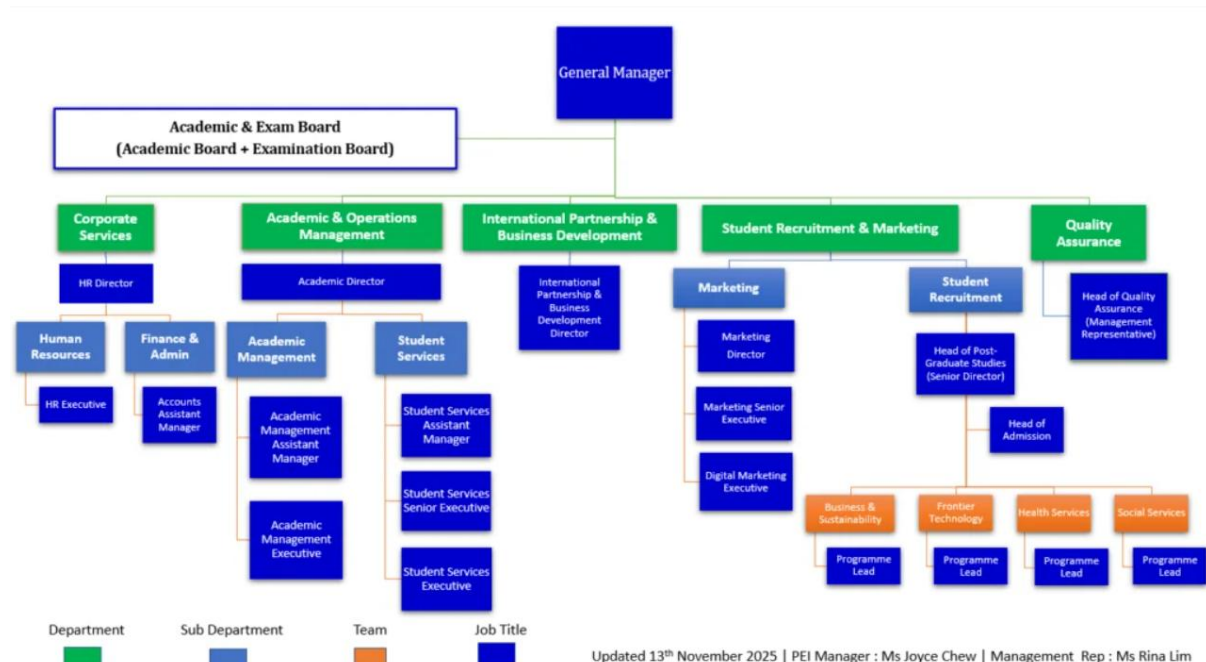 General Manager
Academic & Exam Board
(Academic Board + Examination Board)
Corporate
Services
Academic & Operations
Management
International Partnership &
Business Development
Student Recruitment & Marketing
Quality
Assurance
HR Director
Academic Director
International
Partnership &
Business
Development
Director
Marketing
Student
Recruitment
Head of Quality
Assurance
(Management
Representative)
Human
Resources
Finance &
Admin
Academic
Management
Student
Services
Marketing
Director
Head of Post-
Graduate Studies
(Senior Director)
HR Executive
Accounts
Assistant
Manager
Academic
Management
Assistant
Manager
Student Services
Assistant
Manager
Marketing Senior
Executive
Head of
Admission
Digital Marketing
Executive
Student Services
Senior Executive
Academic
Management
Executive
Student Services
Executive
Business &
Sustainability
Frontier
Technology
Health Services
Social Services
Programme
Lead
Programme
Lead
Programme
Lead
Programme
Lead
Department
Sub Department
Team
Job Title
Updated 13th November 2025 | PEI Manager : Ms Joyce Chew | Management Rep : Ms Rina Lim